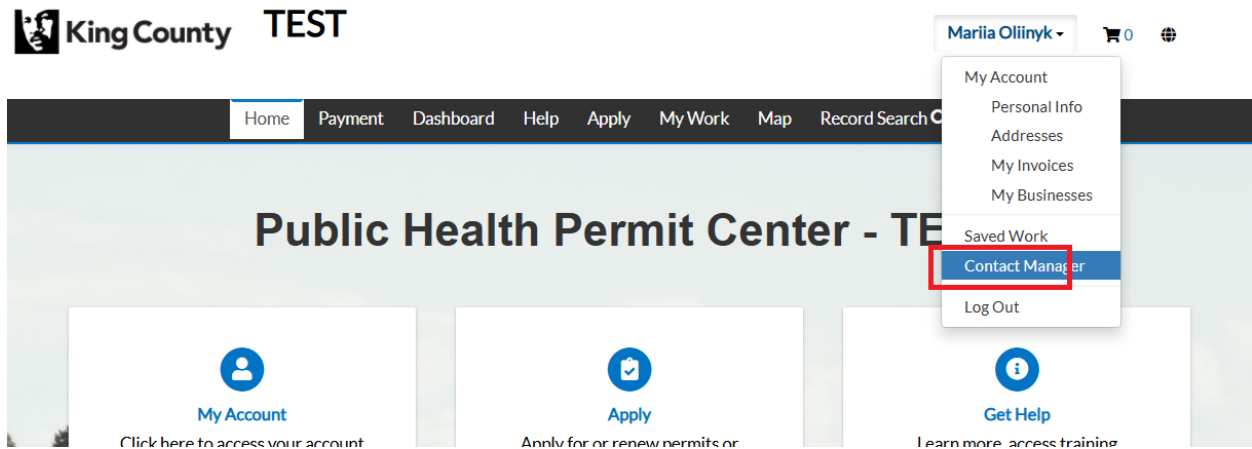 King County
TEST
Mariia Oliinyk
0
My Account
Personal Info
Addresses
My Invoices
My Businesses
Saved Work
Contact Manager
Log Out
Home Payment Dashboard Help Apply My Work Map Record Search
Public Health Permit Center - TE
My Account
Click here to access your account
Apply
Apply for or renew permits or
Get Help
Learn more, access training